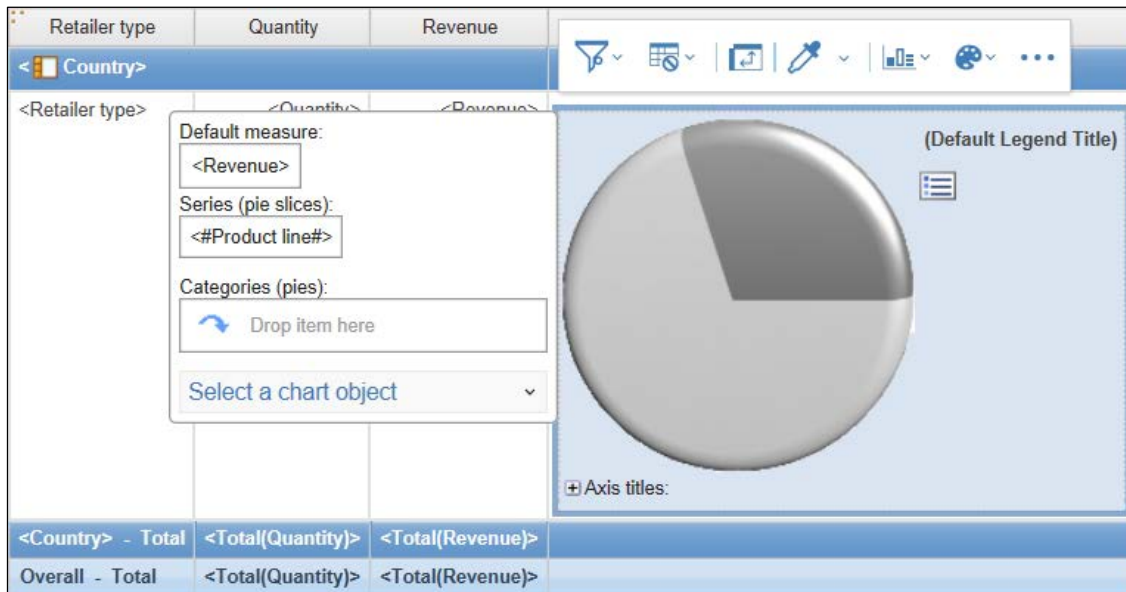 Retailer type Quantity Revenue
<Country>
<Retailer type> <Quantity> <Revenue>
Default measure:
<Revenue>
Series (pie slices):
<#Product line#>
Categories (pies):
Drop item here
Select a chart object
(Default Legend Title)
Axis titles:
<Country> - Total <Total(Quantity)> <Total(Revenue)>
Overall - Total <Total(Quantity)> <Total(Revenue)>